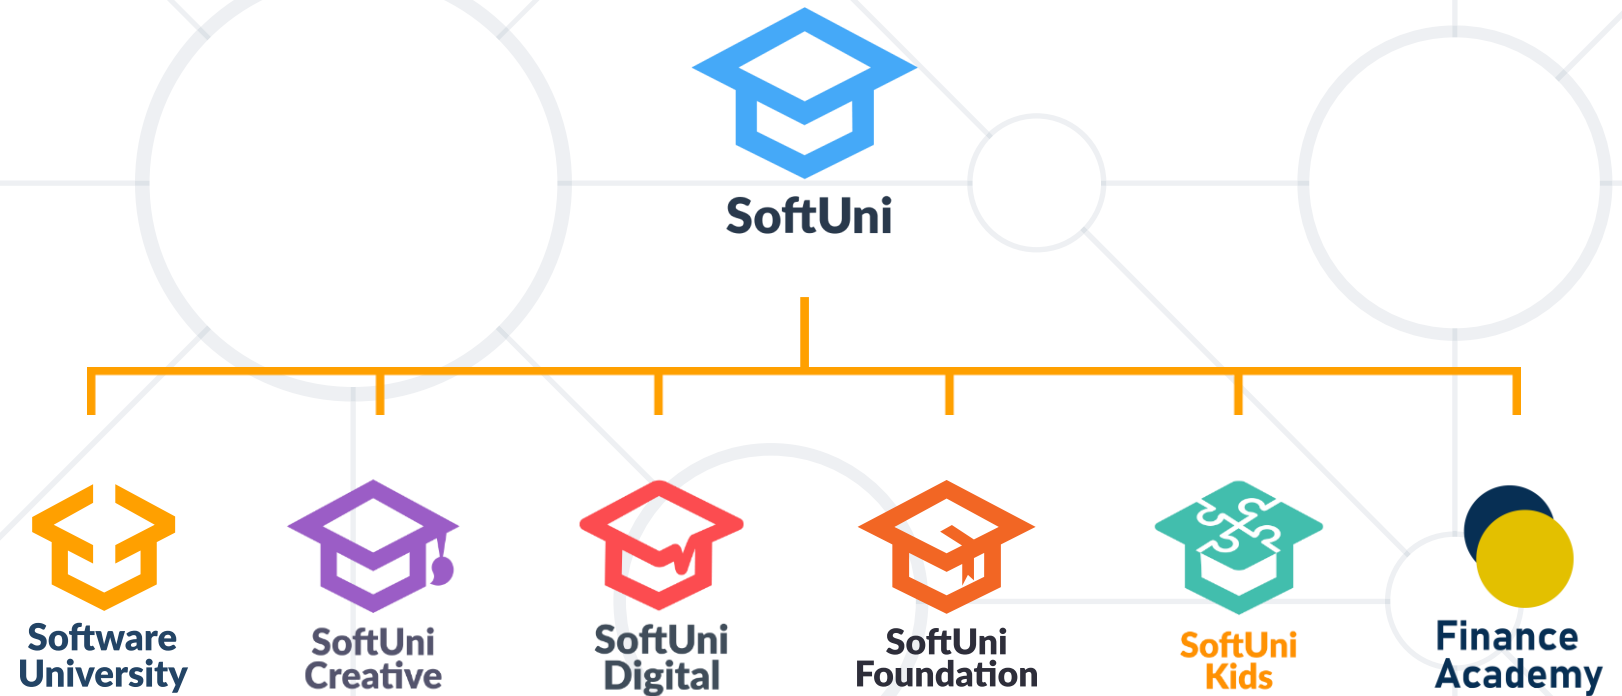 SoftUni
Software
University
SoftUni
Creative
SoftUni
Digital
SoftUni
Foundation
SoftUni
Kids
Finance
Academy